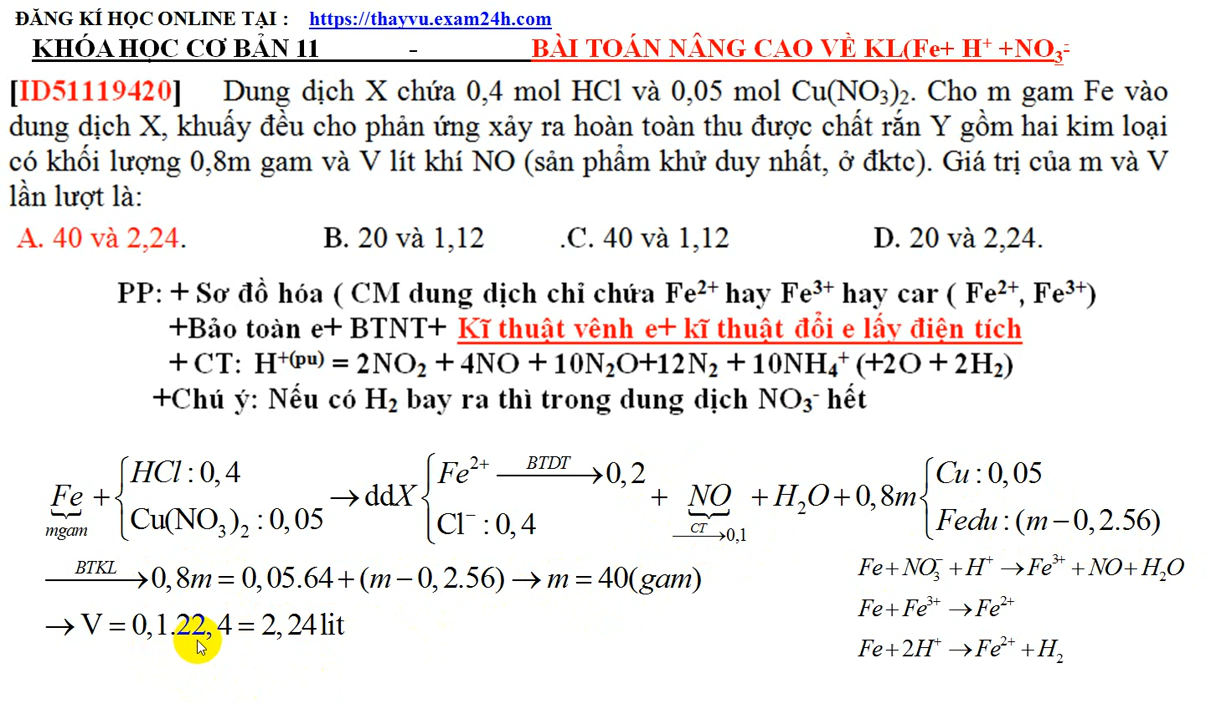 ĐĂNG KÍ HỌC ONLINE TẠI : https://thayvu.exam24h.com
KHÓA HỌC CƠ BẢN 11 - BÀI TOÁN NÂNG CAO VỀ KL(Fe+ H⁺ +NO₃⁻
[ID51119420] Dung dịch X chứa 0,4 mol HCl và 0,05 mol Cu(NO₃)₂. Cho m gam Fe vào
dung dịch X, khuấy đều cho phản ứng xảy ra hoàn toàn thu được chất rắn Y gồm hai kim loại
có khối lượng 0,8m gam và V lít khí NO (sản phẩm khử duy nhất, ở đktc). Giá trị của m và V
lần lượt là:
A. 40 và 2,24. B. 20 và 1,12 .C. 40 và 1,12 D. 20 và 2,24.
PP: + Sơ đồ hóa ( CM dung dịch chỉ chứa Fe²⁺ hay Fe³⁺ hay car ( Fe²⁺, Fe³⁺)
+Bảo toàn e+ BTNT+ Kĩ thuật vênh e+ kĩ thuật đổi e lấy điện tích
+ CT: H⁺⁽ᵖᵘ⁾ = 2NO₂ + 4NO + 10N₂O+12N₂ + 10NH₄⁺ (+2O + 2H₂)
+Chú ý: Nếu có H₂ bay ra thì trong dung dịch NO₃⁻ hết
Fe + { HCl : 0,4 Cu(NO₃)₂ : 0,05 → ddX { Fe²⁺ BTDT → 0,2 Cl⁻ : 0,4 + NO + H₂O + 0,8m { Cu : 0,05 Fedu : (m − 0,2.56)
mgam CT → 0,1
BTKL → 0,8m = 0,05.64 + (m − 0,2.56) → m = 40(gam)
→ V = 0,1.22,4 = 2,24 lit
Fe + NO₃⁻ + H⁺ → Fe³⁺ + NO + H₂O
Fe + Fe³⁺ → Fe²⁺
Fe + 2H⁺ → Fe²⁺ + H₂